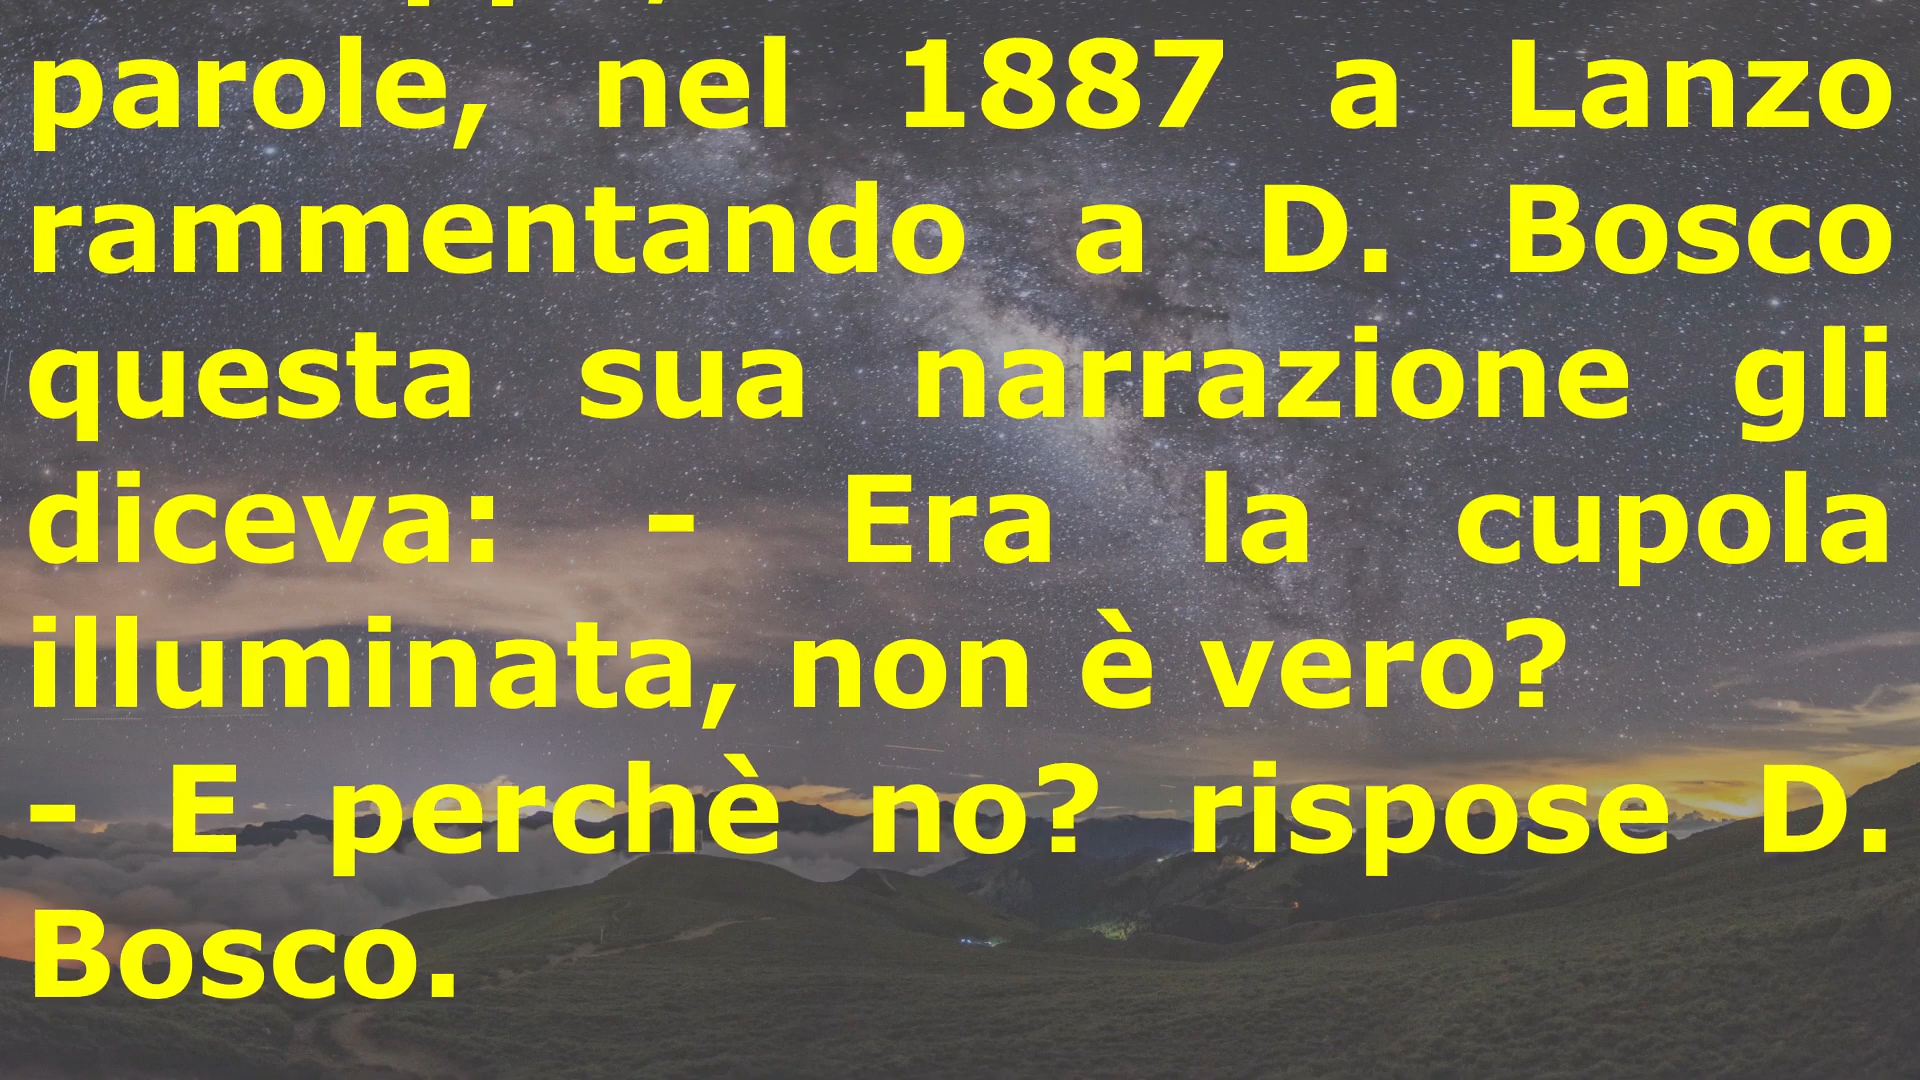 parole, nel 1887 a Lanzo
rammentando a D. Bosco
questa sua narrazione gli
diceva: - Era la cupola
illuminata, non è vero?
- E perchè no? rispose D.
Bosco.